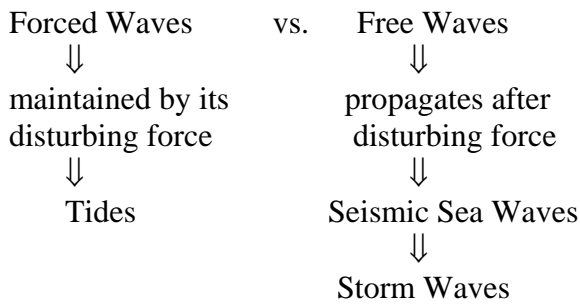 Forced Waves vs. Free Waves
⇓ ⇓
maintained by its propagates after
disturbing force disturbing force
⇓ ⇓
Tides Seismic Sea Waves
⇓
Storm Waves